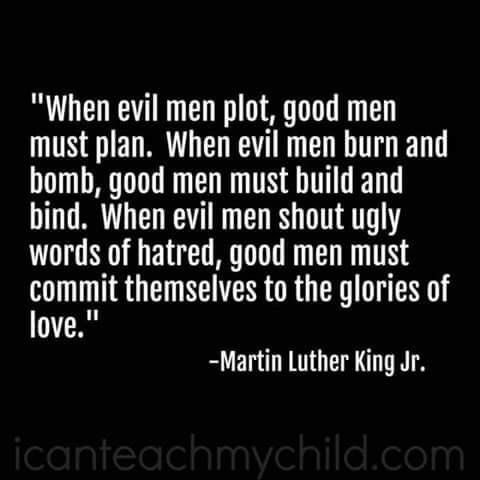 "When evil men plot, good men
must plan.  When evil men burn and
bomb, good men must build and
bind.  When evil men shout ugly
words of hatred, good men must
commit themselves to the glories of
love."
-Martin Luther King Jr.
icanteachmychild.com